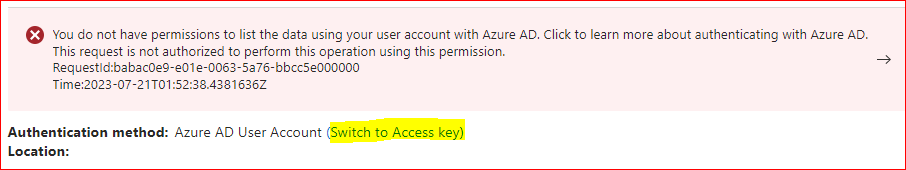 You do not have permissions to list the data using your user account with Azure AD. Click to learn more about authenticating with Azure AD.
This request is not authorized to perform this operation using this permission.
RequestId:babac0e9-e01e-0063-5a76-bbcc5e000000
Time:2023-07-21T01:52:38.4381636Z
Authentication method: Azure AD User Account (Switch to Access key)
Location: